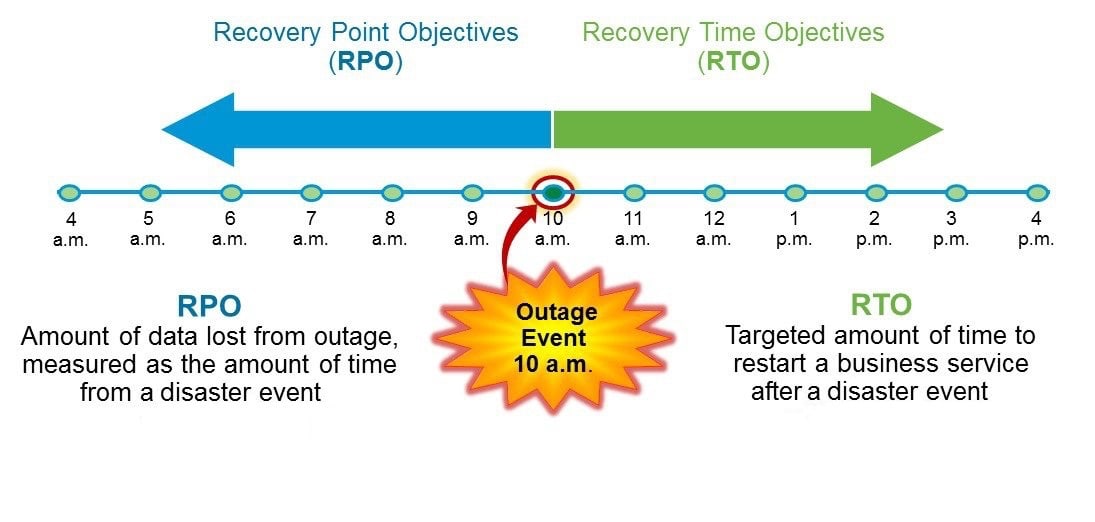 Recovery Point Objectives
(RPO)
Recovery Time Objectives
(RTO)
4 5 6 7 8 9 10 11 12 1 2 3 4
a.m. a.m. a.m. a.m. a.m. a.m. a.m. a.m. a.m. p.m. p.m. p.m. p.m.
RPO
Amount of data lost from outage,
measured as the amount of time
from a disaster event
Outage
Event
10 a.m.
RTO
Targeted amount of time to
restart a business service
after a disaster event